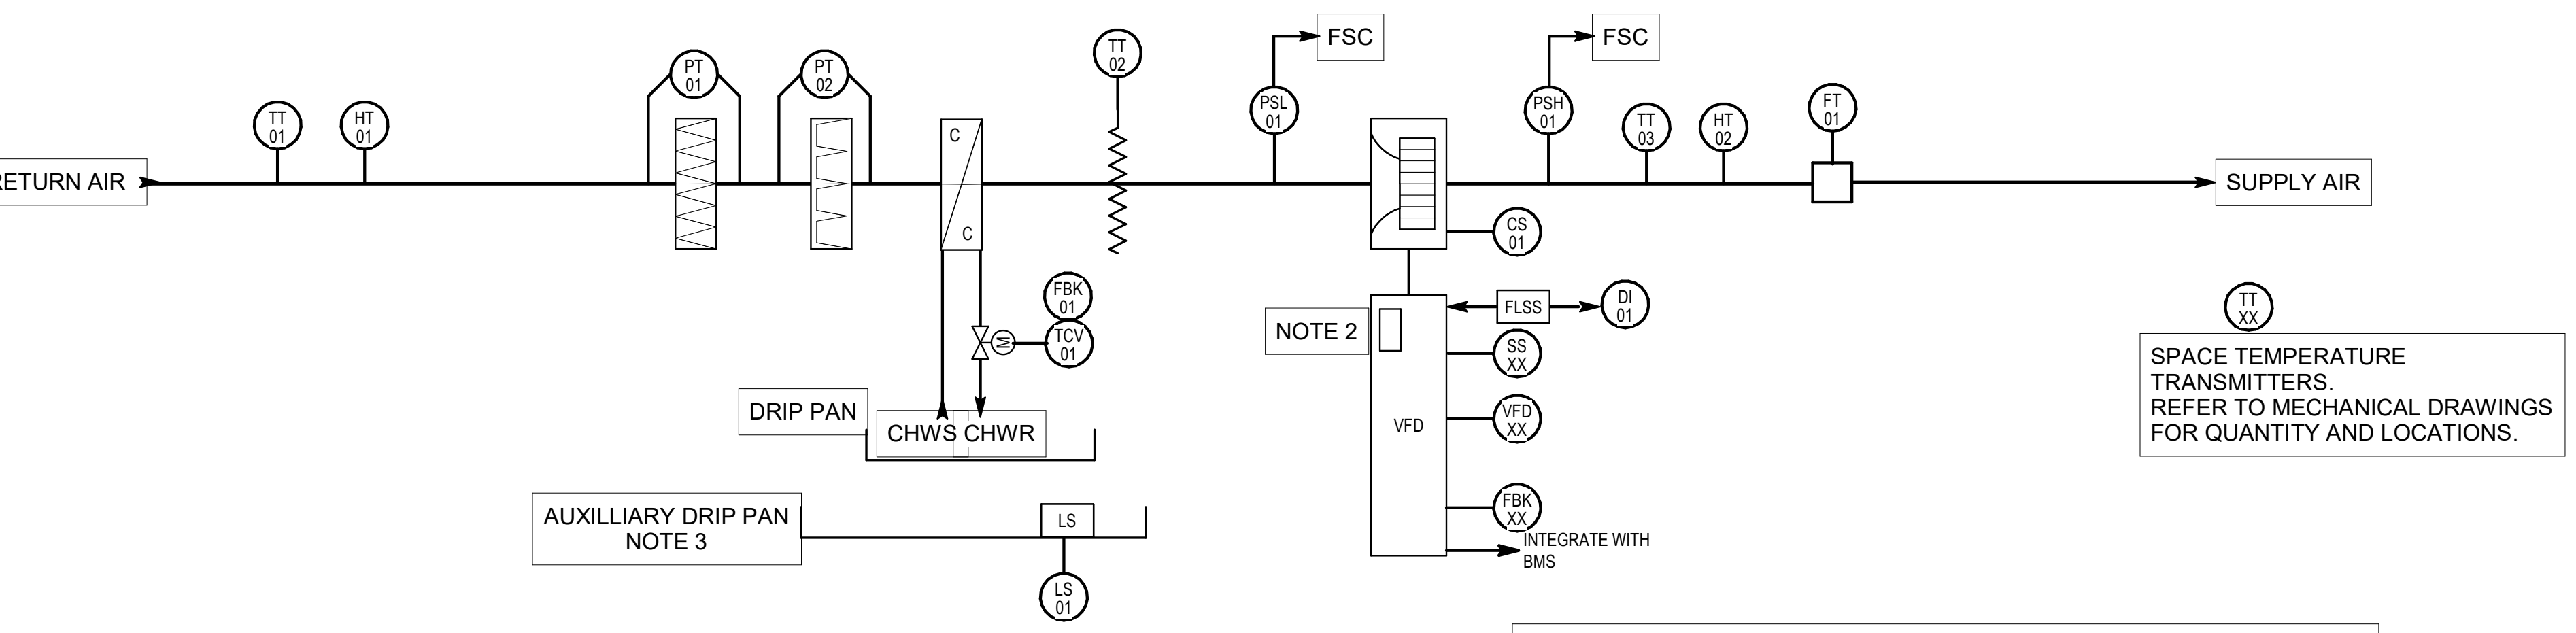 FSC
FSC
TT
02
PT
01
PT
02
PSL
01
PSH
01
FT
01
TT
01
HT
01
TT
03
HT
02
C
C
RETURN AIR
SUPPLY AIR
CS
01
FBK
01
TCV
01
M
NOTE 2
FLSS
DI
01
SS
XX
VFD
XX
VFD
FBK
XX
INTEGRATE WITH
BMS
TT
XX
SPACE TEMPERATURE
TRANSMITTERS.
REFER TO MECHANICAL DRAWINGS
FOR QUANTITY AND LOCATIONS.
DRIP PAN
CHWS CHWR
AUXILLIARY DRIP PAN
NOTE 3
LS
LS
01